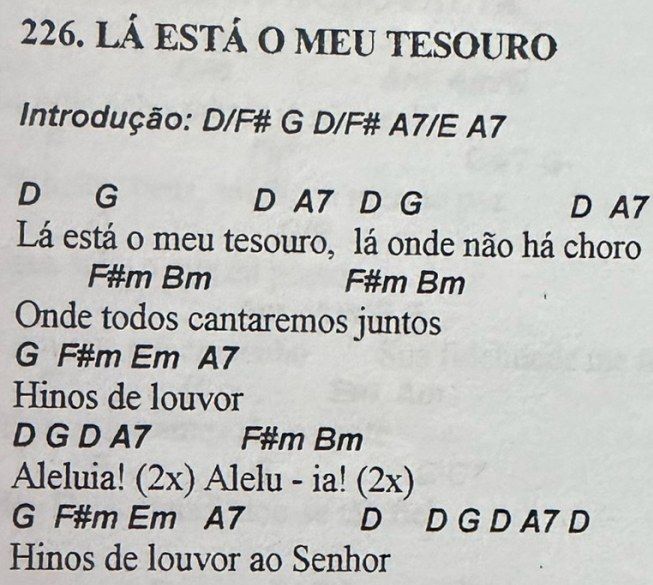 226. LÁ ESTÁ O MEU TESOURO
Introdução: D/F# G D/F# A7/E A7
D G D A7 D G D A7
Lá está o meu tesouro, lá onde não há choro
F#m Bm F#m Bm
Onde todos cantaremos juntos
G F#m Em A7
Hinos de louvor
D G D A7 F#m Bm
Aleluia! (2x) Alelu - ia! (2x)
G F#m Em A7 D D G D A7 D
Hinos de louvor ao Senhor